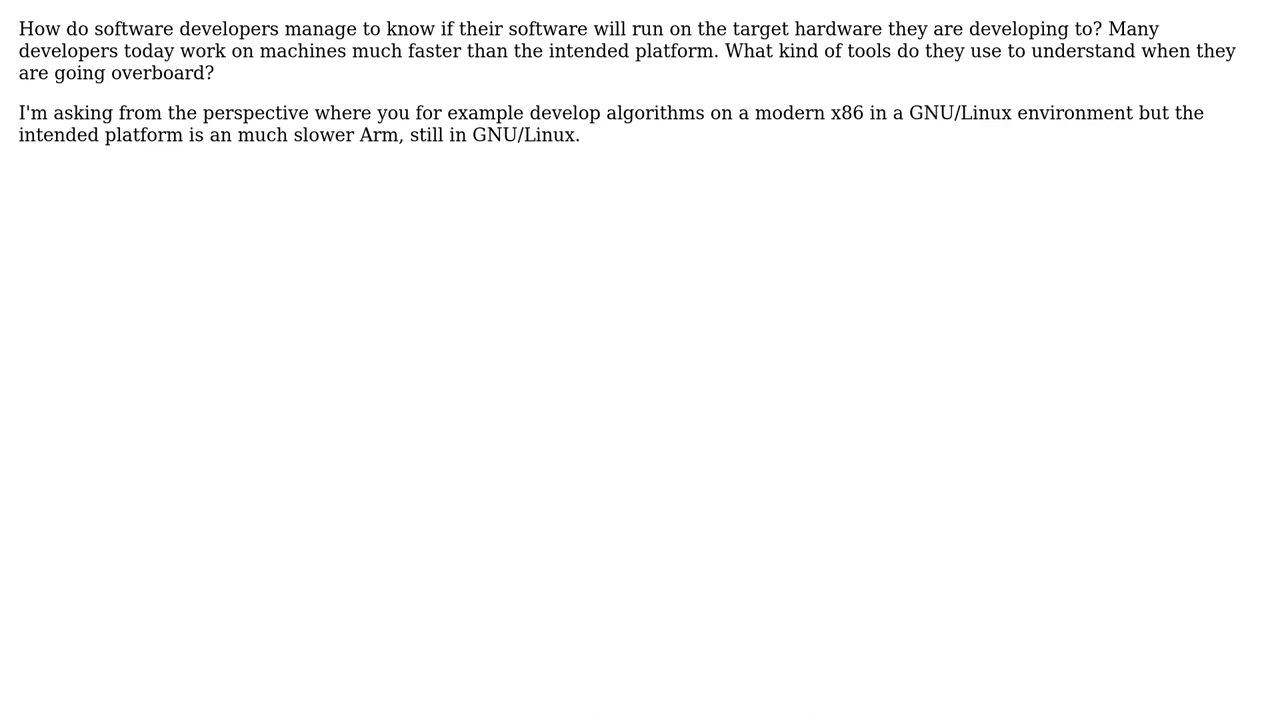 How do software developers manage to know if their software will run on the target hardware they are developing to? Many
developers today work on machines much faster than the intended platform. What kind of tools do they use to understand when they
are going overboard?
I'm asking from the perspective where you for example develop algorithms on a modern x86 in a GNU/Linux environment but the
intended platform is an much slower Arm, still in GNU/Linux.